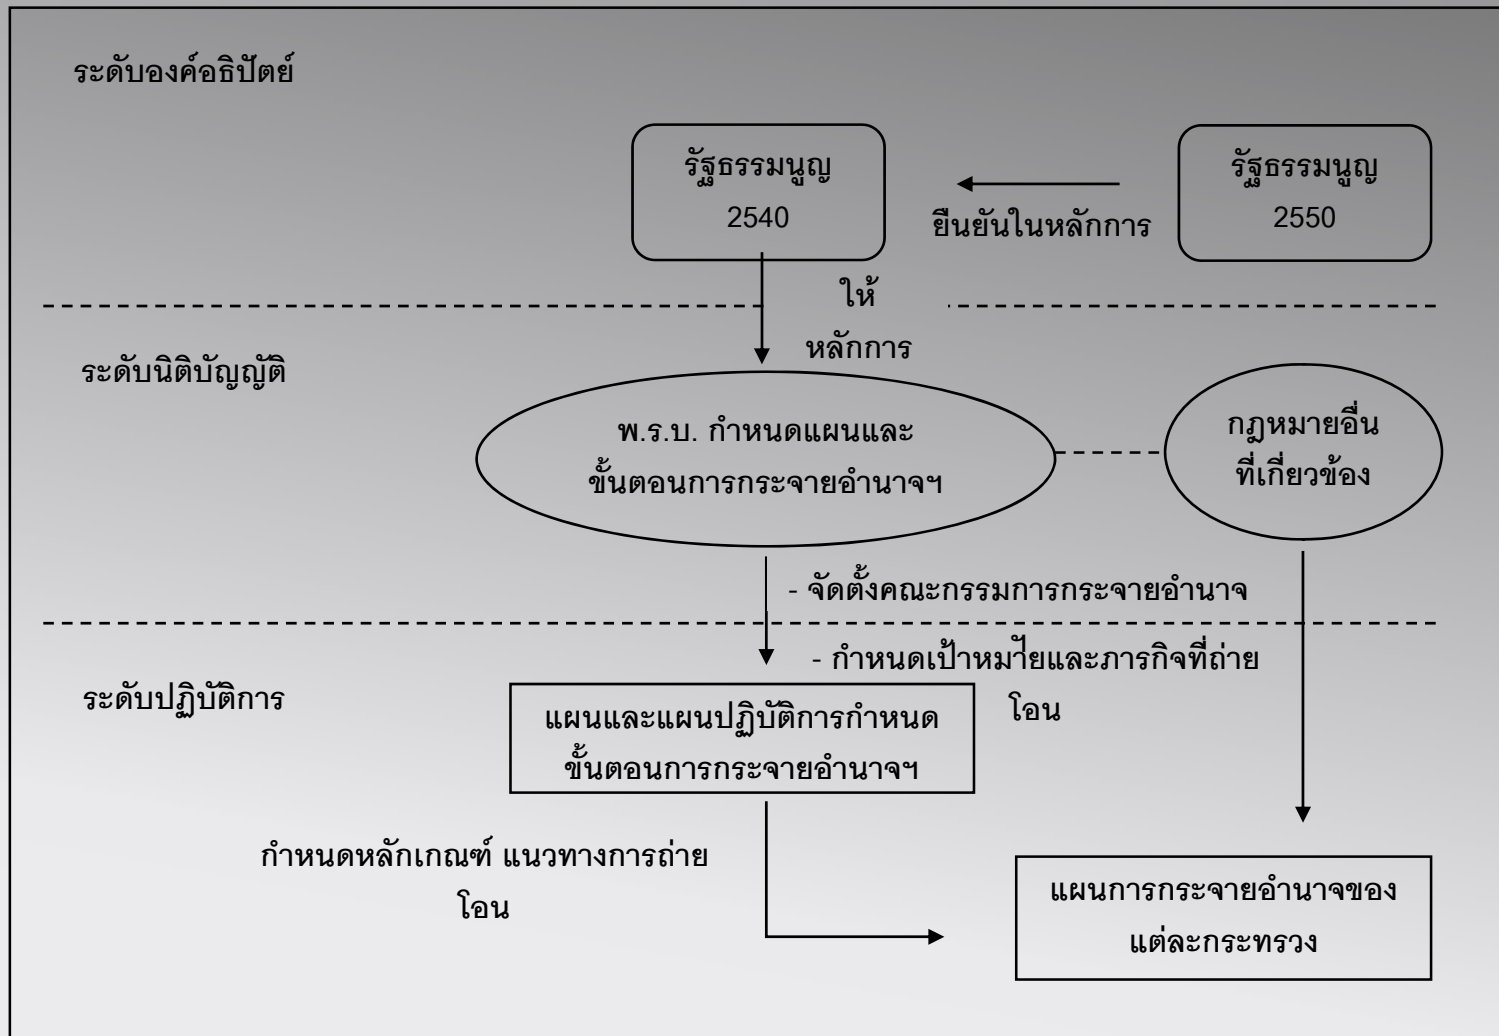 ระดับองค์อธิปัตย์
รัฐธรรมนูญ
2540
ยืนยันในหลักการ
รัฐธรรมนูญ
2550
ให้
หลักการ
ระดับนิติบัญญัติ
พ.ร.บ. กำหนดแผนและ
ขั้นตอนการกระจายอำนาจฯ
กฎหมายอื่น
ที่เกี่ยวข้อง
- จัดตั้งคณะกรรมการกระจายอำนาจ
- กำหนดเป้าหมายและภารกิจที่ถ่าย
โอน
ระดับปฏิบัติการ
แผนและแผนปฏิบัติการกำหนด
ขั้นตอนการกระจายอำนาจฯ
กำหนดหลักเกณฑ์ แนวทางการถ่าย
โอน
แผนการกระจายอำนาจของ
แต่ละกระทรวง